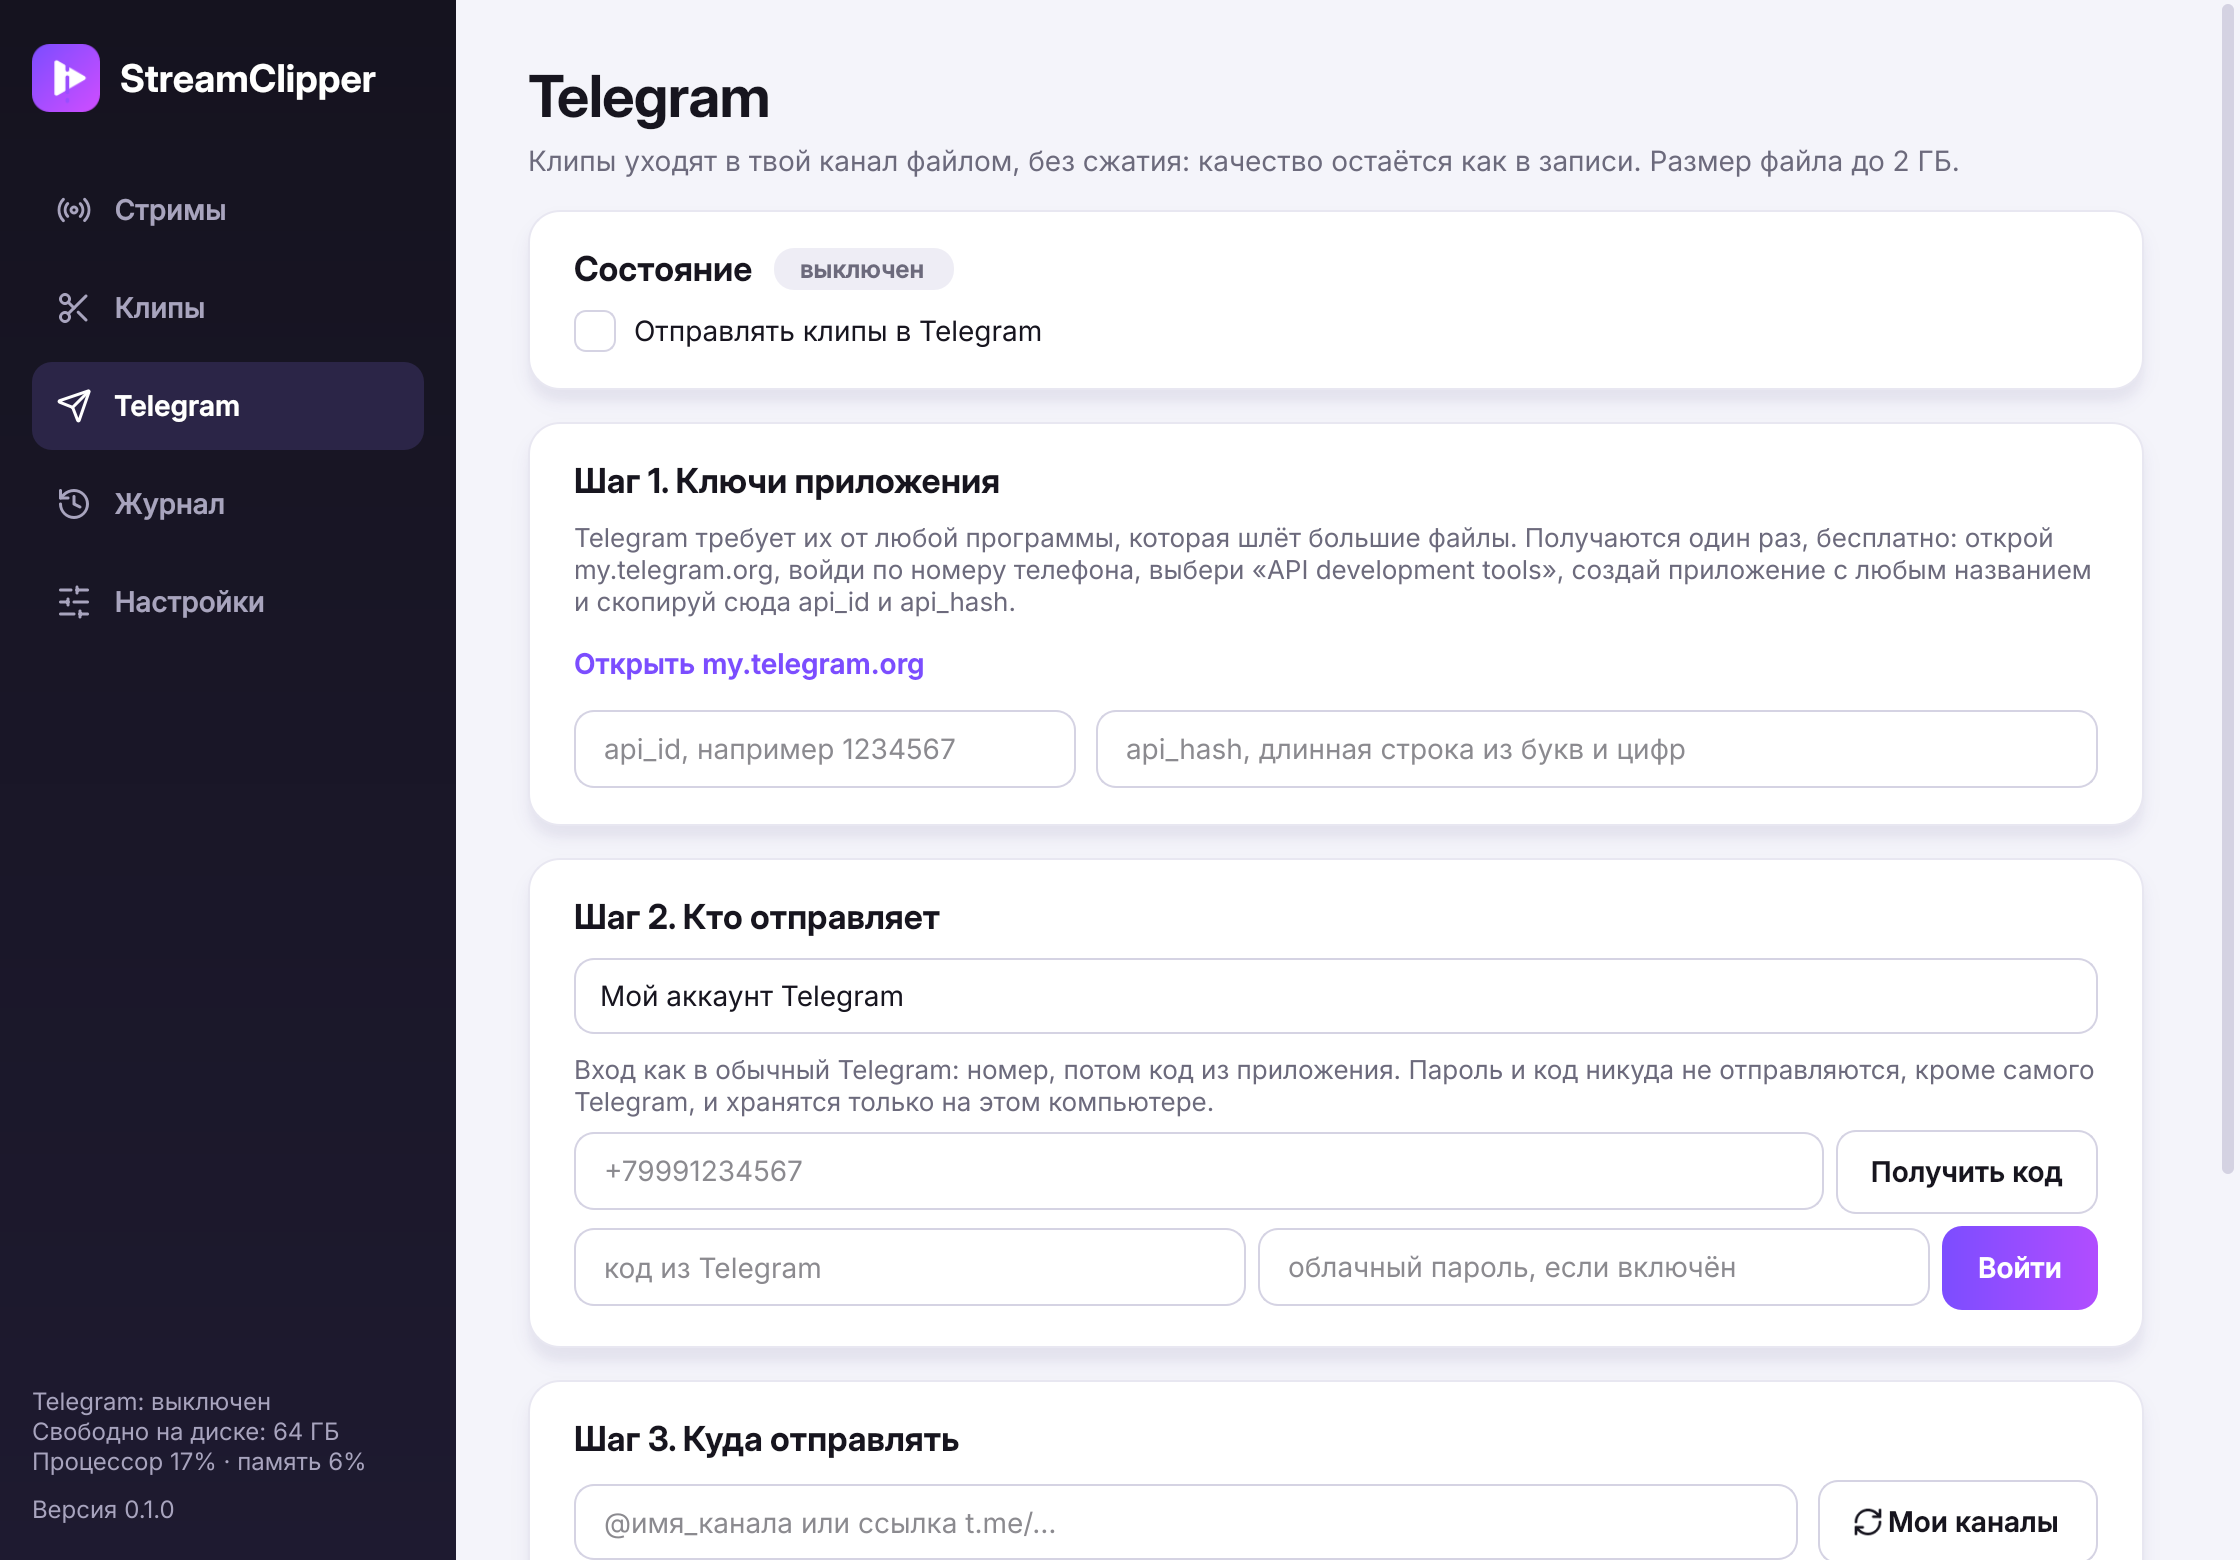 StreamClipper
Стримы
Клипы
Telegram
Журнал
Настройки
Telegram: выключен
Свободно на диске: 64 ГБ
Процессор 17% · память 6%
Версия 0.1.0
Telegram
Клипы уходят в твой канал файлом, без сжатия: качество остаётся как в записи. Размер файла до 2 ГБ.
Состояние выключен
Отправлять клипы в Telegram
Шаг 1. Ключи приложения
Telegram требует их от любой программы, которая шлёт большие файлы. Получаются один раз, бесплатно: открой
my.telegram.org, войди по номеру телефона, выбери «API development tools», создай приложение с любым названием
и скопируй сюда api_id и api_hash.
Открыть my.telegram.org
api_id, например 1234567
api_hash, длинная строка из букв и цифр
Шаг 2. Кто отправляет
Мой аккаунт Telegram
Вход как в обычный Telegram: номер, потом код из приложения. Пароль и код никуда не отправляются, кроме самого
Telegram, и хранятся только на этом компьютере.
+79991234567
Получить код
код из Telegram
облачный пароль, если включён
Войти
Шаг 3. Куда отправлять
@имя_канала или ссылка t.me/...
Мои каналы